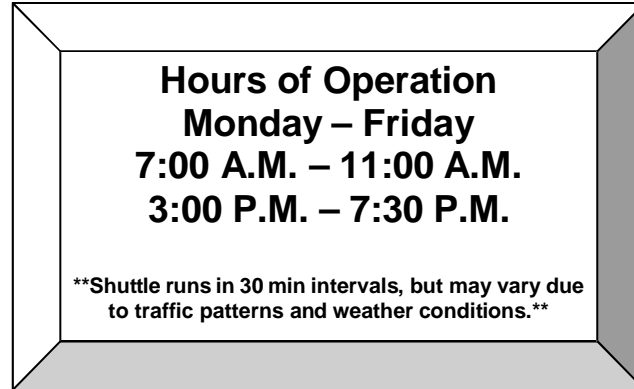 Hours of Operation
Monday – Friday
7:00 A.M. – 11:00 A.M.
3:00 P.M. – 7:30 P.M.
**Shuttle runs in 30 min intervals, but may vary due
to traffic patterns and weather conditions.**